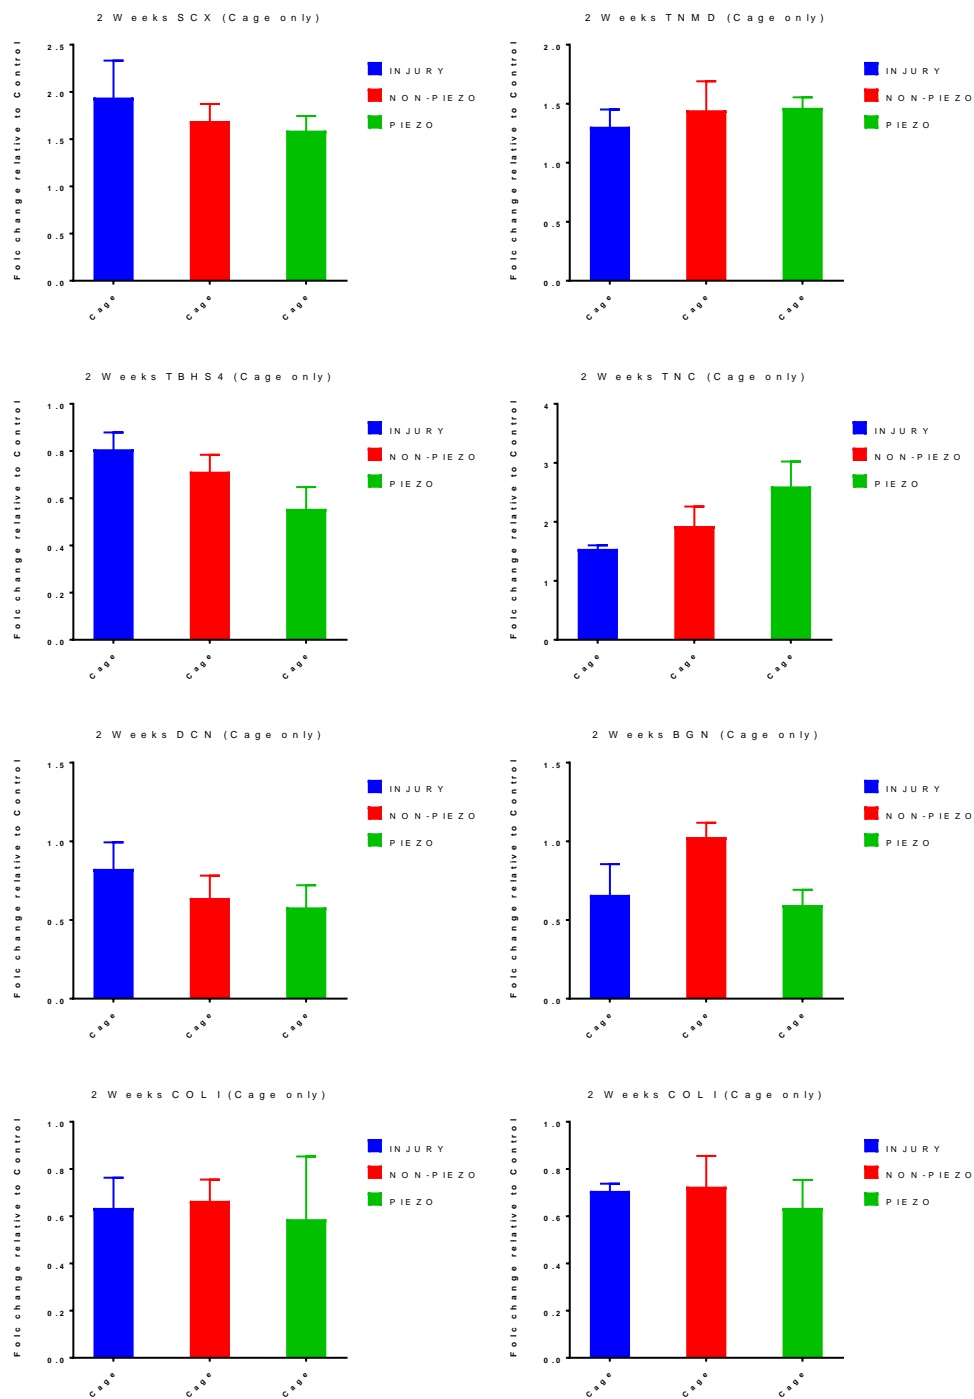 2 Weeks SCX (Cage only)
Folc change relative to Control
2.5
2.0
1.5
1.0
0.5
0.0
Cage
Cage
Cage
INJURY
NON-PIEZO
PIEZO
2 Weeks TNMD (Cage only)
Folc change relative to Control
2.0
1.5
1.0
0.5
0.0
Cage
Cage
Cage
INJURY
NON-PIEZO
PIEZO
2 Weeks TBHS4 (Cage only)
Folc change relative to Control
1.0
0.8
0.6
0.4
0.2
0.0
Cage
Cage
Cage
INJURY
NON-PIEZO
PIEZO
2 Weeks TNC (Cage only)
Folc change relative to Control
4
3
2
1
0
Cage
Cage
Cage
INJURY
NON-PIEZO
PIEZO
2 Weeks DCN (Cage only)
Folc change relative to Control
1.5
1.0
0.5
0.0
Cage
Cage
Cage
INJURY
NON-PIEZO
PIEZO
2 Weeks BGN (Cage only)
Folc change relative to Control
1.5
1.0
0.5
0.0
Cage
Cage
Cage
INJURY
NON-PIEZO
PIEZO
2 Weeks COL I (Cage only)
Folc change relative to Control
1.0
0.8
0.6
0.4
0.2
0.0
Cage
Cage
Cage
INJURY
NON-PIEZO
PIEZO
2 Weeks COL I (Cage only)
Folc change relative to Control
1.0
0.8
0.6
0.4
0.2
0.0
Cage
Cage
Cage
INJURY
NON-PIEZO
PIEZO